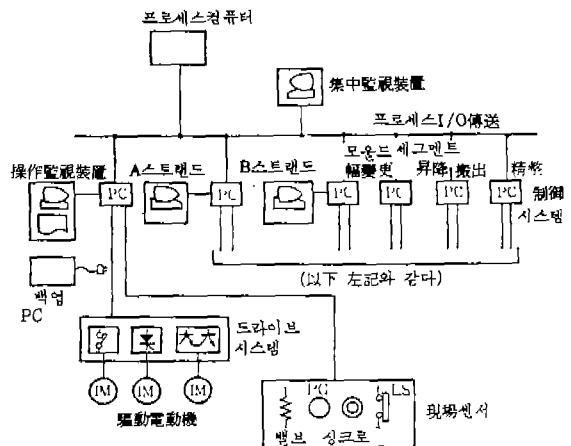 프로세스컴퓨터
集中監視裝置
프로세스I/O傳送
모울드 세그멘트
操作監視裝置 A스트랜드 B스트랜드 幅變更 昇降 搬出 精整
PC PC PC PC PC PC 制御
시스템
백업
PC
(以下 左記와 같다)
드라이브
시스템
IM IM IM
驅動電動機
PG LS
밸브 싱크로
現場센서